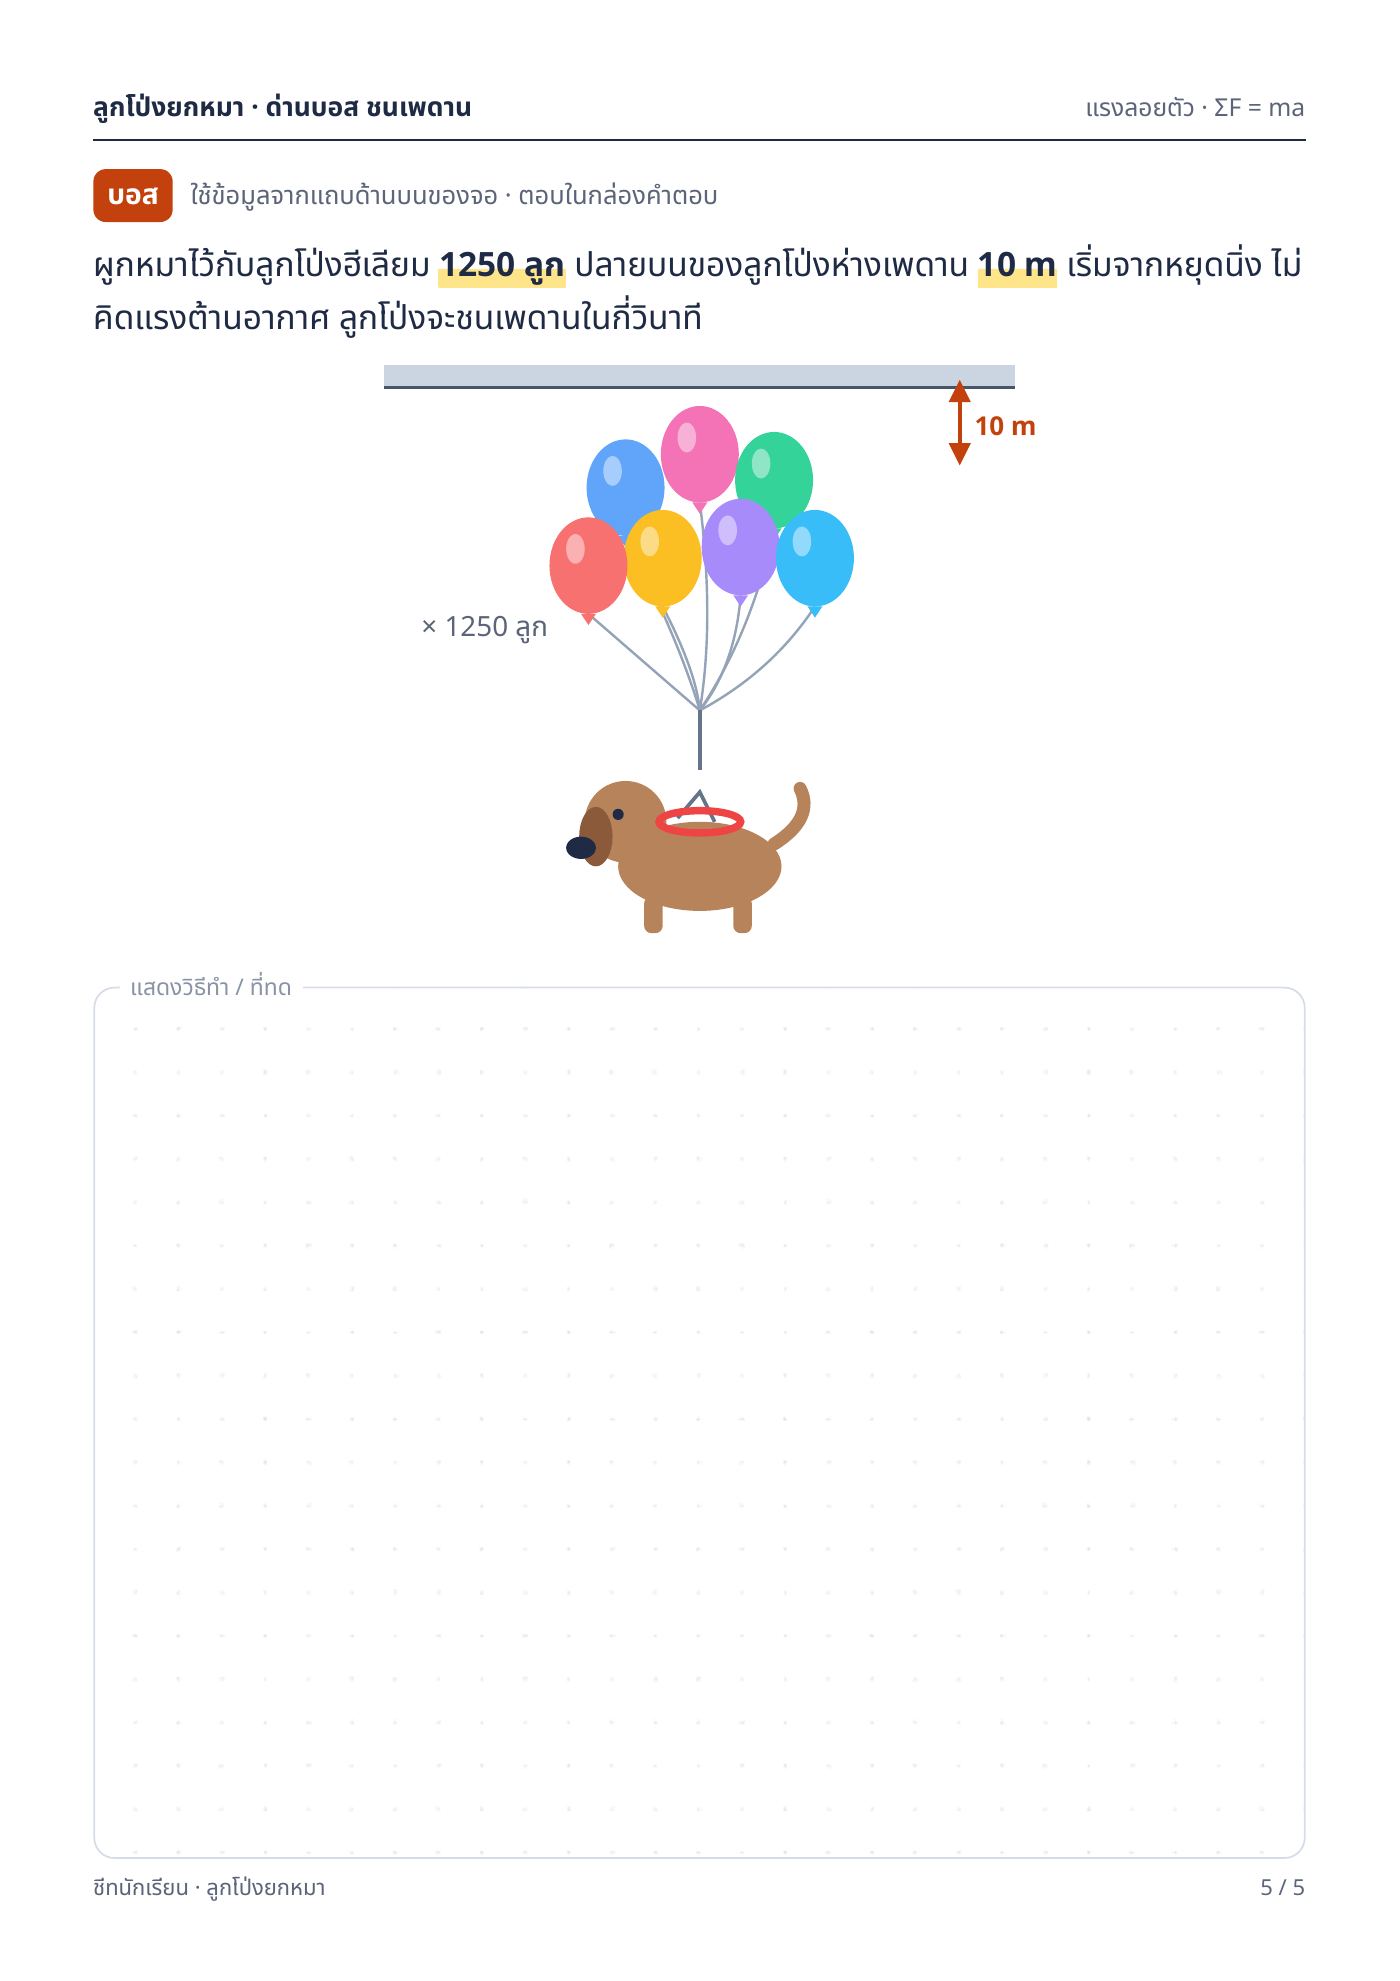 ลูกโป่งยกหมา · ด่านบอส ชนเพดาน
แรงลอยตัว · ΣF = ma
บอส
ใช้ข้อมูลจากแถบด้านบนของจอ · ตอบในกล่องคำตอบ
ผูกหมาไว้กับลูกโป่งฮีเลียม 1250 ลูก ปลายบนของลูกโป่งห่างเพดาน 10 m เริ่มจากหยุดนิ่ง ไม่
คิดแรงต้านอากาศ ลูกโป่งจะชนเพดานในกี่วินาที
10 m
× 1250 ลูก
แสดงวิธีทำ / ที่ทด
ชีทนักเรียน · ลูกโป่งยกหมา
5 / 5